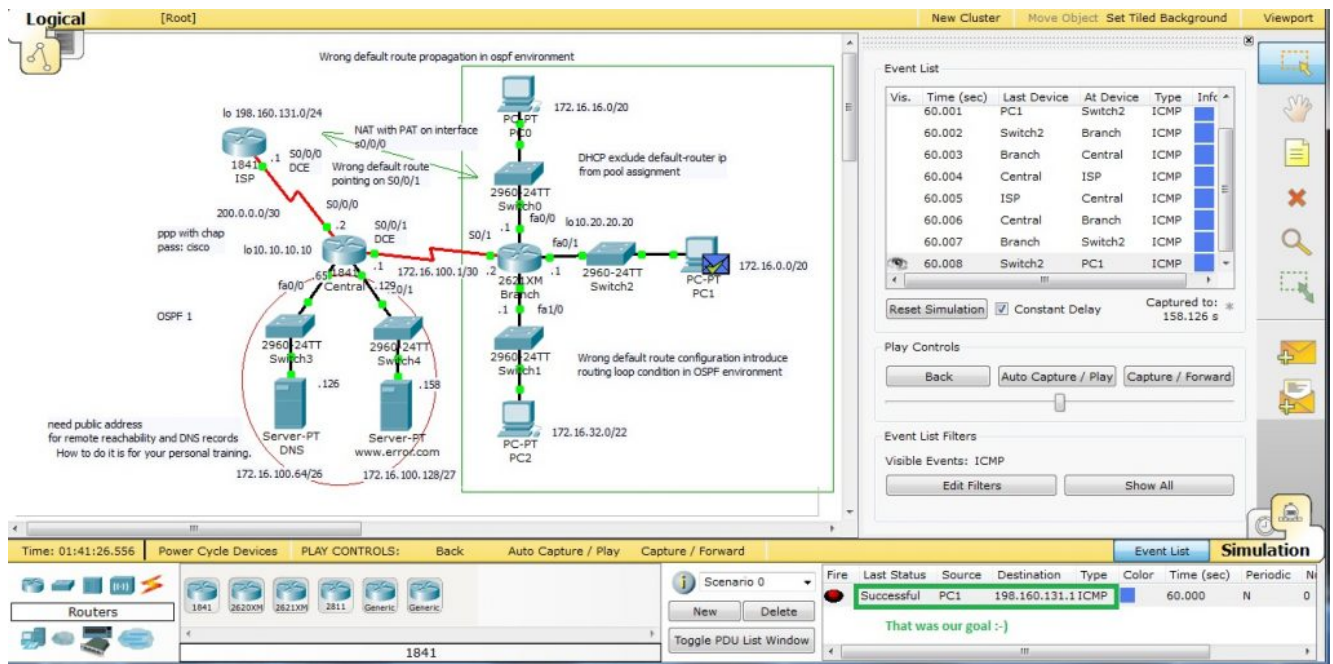 Logical
[Root]
New Cluster
Move Object
Set Tiled Background
Viewport
Wrong default route propagation in ospf environment
lo 198.160.131.0/24
NAT with PAT on interface
s0/0/0
Wrong default route
pointing on S0/0/1
1841
ISP
.1
S0/0/0
DCE
200.0.0.0/30
S0/0/0
.2
ppp with chap
pass: cisco
lo10.10.10.10
S0/0/1
DCE
.1
1841
Central
172.16.100.1/30
.2
S0/1
fa0/0
.65
.129
OSPF 1
2960-24TT
Switch3
2960-24TT
Switch4
.126
.158
Server-PT
DNS
Server-PT
www.error.com
172.16.100.64/26
172.16.100.128/27
need public address
for remote reachability and DNS records
How to do it is for your personal training.
PC-PT
PC0
172.16.16.0/20
DHCP exclude default-router ip
from pool assignment
2960-24TT
Switch0
fa0/0
lo10.20.20.20
.1
fa0/1
.1
2621XM
Branch
2960-24TT
Switch2
PC-PT
PC1
172.16.0.0/20
.1
fa1/0
2960-24TT
Switch1
Wrong default route configuration introduce
routing loop condition in OSPF environment
PC-PT
PC2
172.16.32.0/22
Event List
Vis. Time (sec) Last Device At Device Type Info
60.001 PC1 Switch2 ICMP
60.002 Switch2 Branch ICMP
60.003 Branch Central ICMP
60.004 Central ISP ICMP
60.005 ISP Central ICMP
60.006 Central Branch ICMP
60.007 Branch Switch2 ICMP
60.008 Switch2 PC1 ICMP
Reset Simulation
Constant Delay
Captured to: *
158.126 s
Play Controls
Back
Auto Capture / Play
Capture / Forward
Event List Filters
Visible Events: ICMP
Edit Filters
Show All
Time: 01:41:26.556
Power Cycle Devices
PLAY CONTROLS:
Back
Auto Capture / Play
Capture / Forward
Event List
Simulation
Routers
1841
2620XM
2621XM
2811
Generic
Generic
1841
Scenario 0
New
Delete
Toggle PDU List Window
Fire Last Status Source Destination Type Color Time (sec) Periodic
Successful PC1 198.160.131.1 ICMP 60.000 N 0
That was our goal :-)